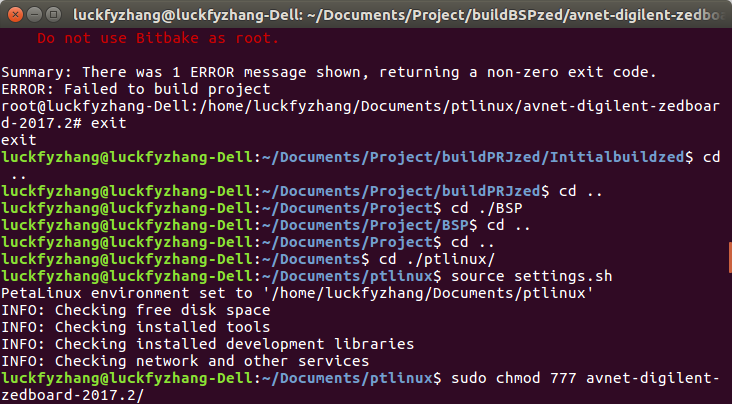 luckfyzhang@luckfyzhang-Dell: ~/Documents/Project/buildBSPzed/avnet-digilent-zedboa
Do not use Bitbake as root.
Summary: There was 1 ERROR message shown, returning a non-zero exit code.
ERROR: Failed to build project
root@luckfyzhang-Dell:/home/luckfyzhang/Documents/ptlinux/avnet-digilent-zedboar
d-2017.2# exit
exit
luckfyzhang@luckfyzhang-Dell:~/Documents/Project/buildPRJzed/Initialbuildzed$ cd
..
luckfyzhang@luckfyzhang-Dell:~/Documents/Project/buildPRJzed$ cd ..
luckfyzhang@luckfyzhang-Dell:~/Documents/Project$ cd ./BSP
luckfyzhang@luckfyzhang-Dell:~/Documents/Project/BSP$ cd ..
luckfyzhang@luckfyzhang-Dell:~/Documents/Project$ cd ..
luckfyzhang@luckfyzhang-Dell:~/Documents$ cd ./ptlinux/
luckfyzhang@luckfyzhang-Dell:~/Documents/ptlinux$ source settings.sh
PetaLinux environment set to '/home/luckfyzhang/Documents/ptlinux'
INFO: Checking free disk space
INFO: Checking installed tools
INFO: Checking installed development libraries
INFO: Checking network and other services
luckfyzhang@luckfyzhang-Dell:~/Documents/ptlinux$ sudo chmod 777 avnet-digilent-
zedboard-2017.2/